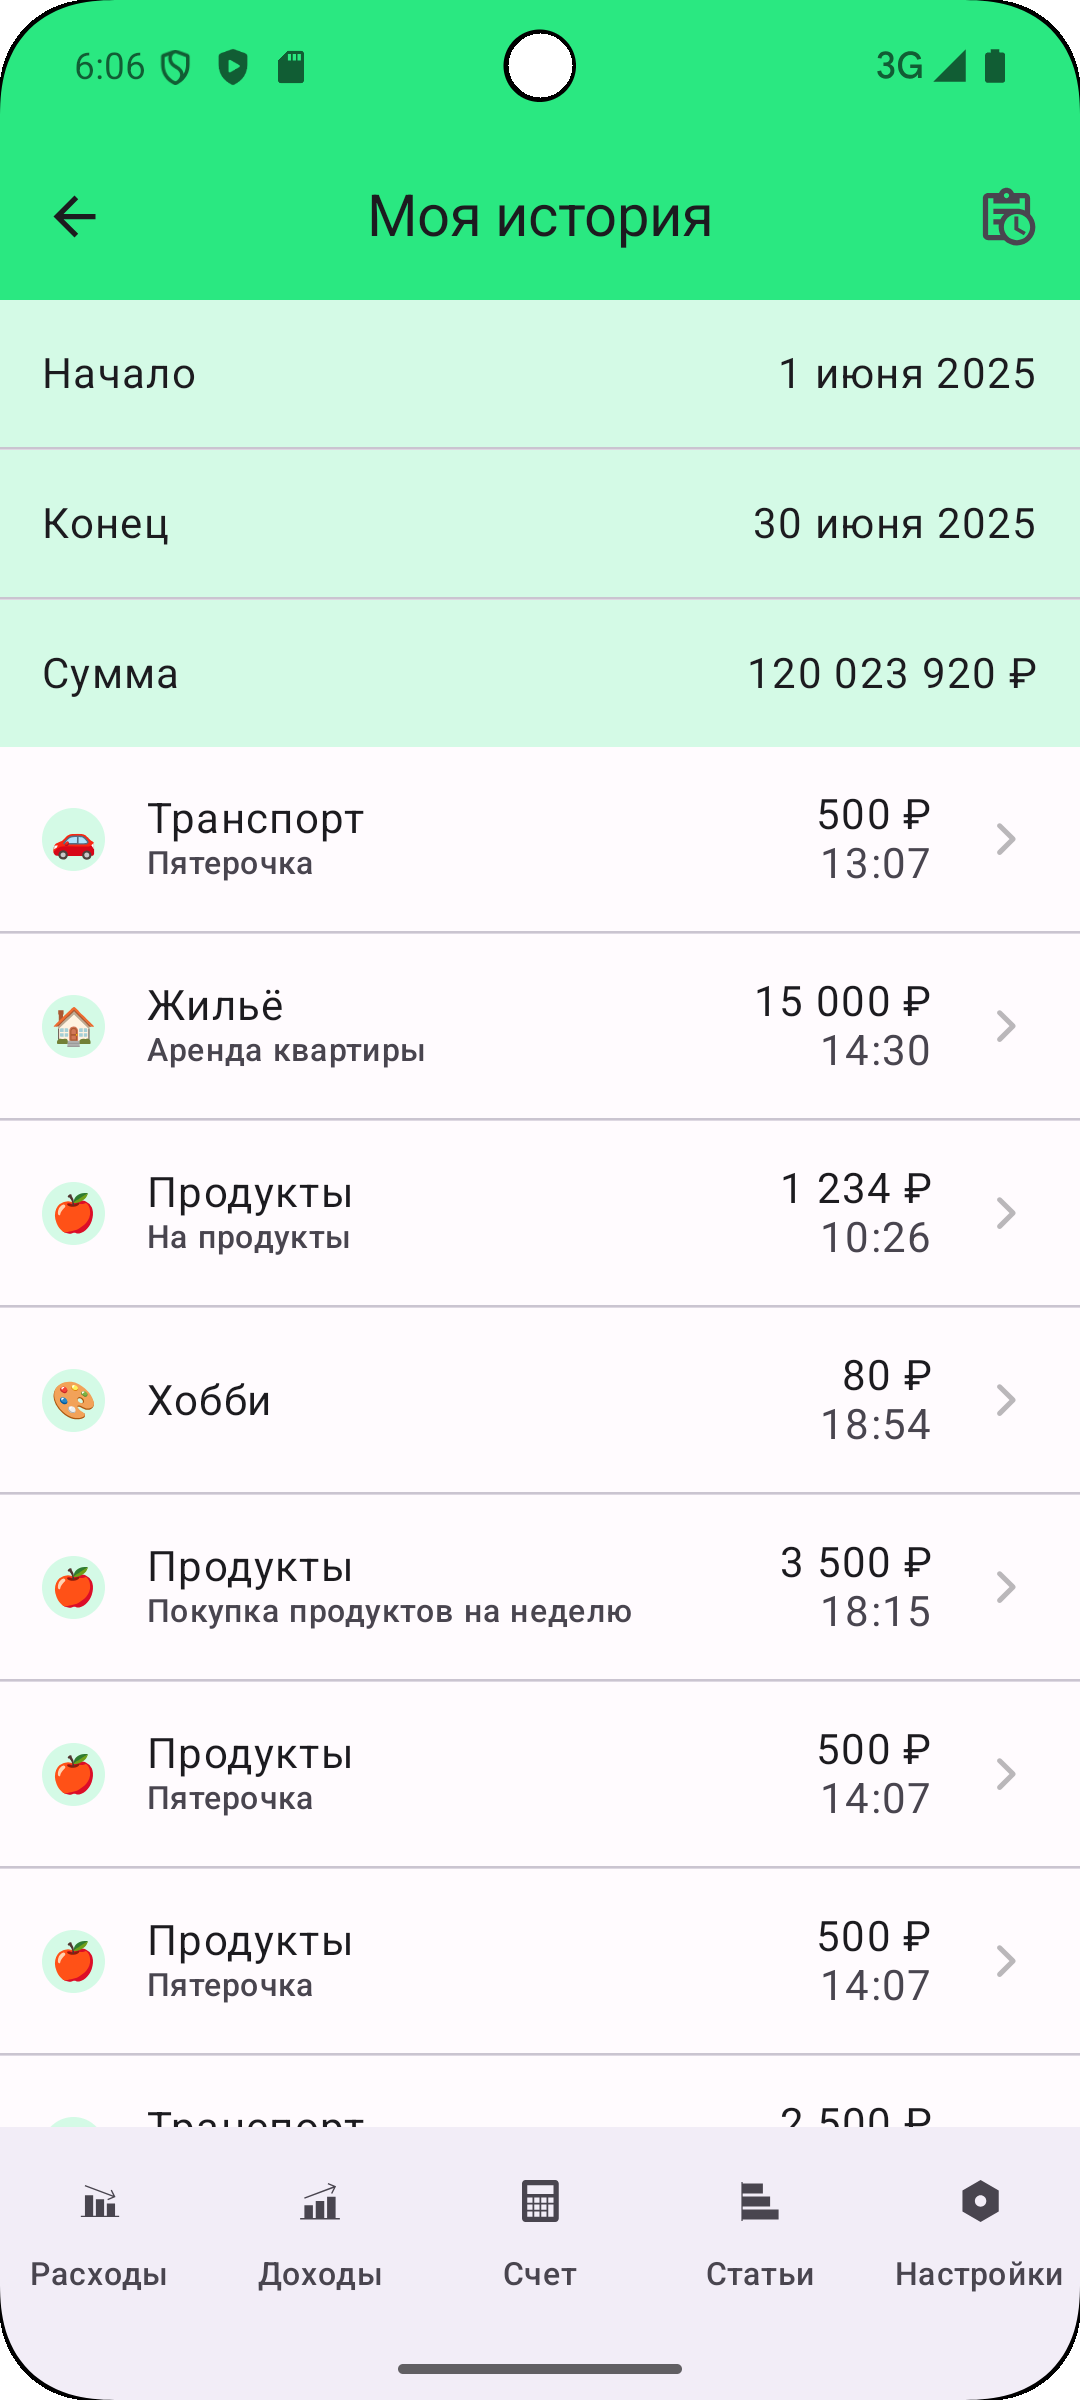 6:06
3G
Моя история
Начало
1 июня 2025
Конец
30 июня 2025
Сумма
120 023 920 ₽
Транспорт
500 ₽
Пятерочка
13:07
Жильё
15 000 ₽
Аренда квартиры
14:30
Продукты
1 234 ₽
На продукты
10:26
Хобби
80 ₽
18:54
Продукты
3 500 ₽
Покупка продуктов на неделю
18:15
Продукты
500 ₽
Пятерочка
14:07
Продукты
500 ₽
Пятерочка
14:07
Транспорт
2 500 ₽
Расходы
Доходы
Счет
Статьи
Настройки